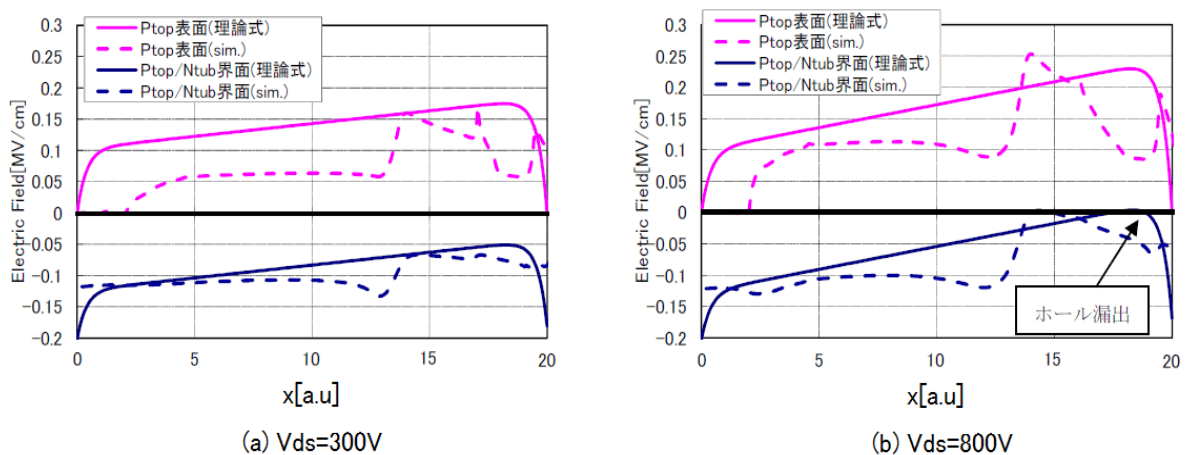 Ptop表面(理論式)
Ptop表面(sim.)
Ptop/Ntub界面(理論式)
Ptop/Ntub界面(sim.)
Electric Field[MV/cm]
0.3
0.25
0.2
0.15
0.1
0.05
0
-0.05
-0.1
-0.15
-0.2
0
5
10
15
20
x[a.u]
(a) Vds=300V
Ptop表面(理論式)
Ptop表面(sim.)
Ptop/Ntub界面(理論式)
Ptop/Ntub界面(sim.)
Electric Field[MV/cm]
0.3
0.25
0.2
0.15
0.1
0.05
0
-0.05
-0.1
-0.15
-0.2
ホール漏出
0
5
10
15
20
x[a.u]
(b) Vds=800V